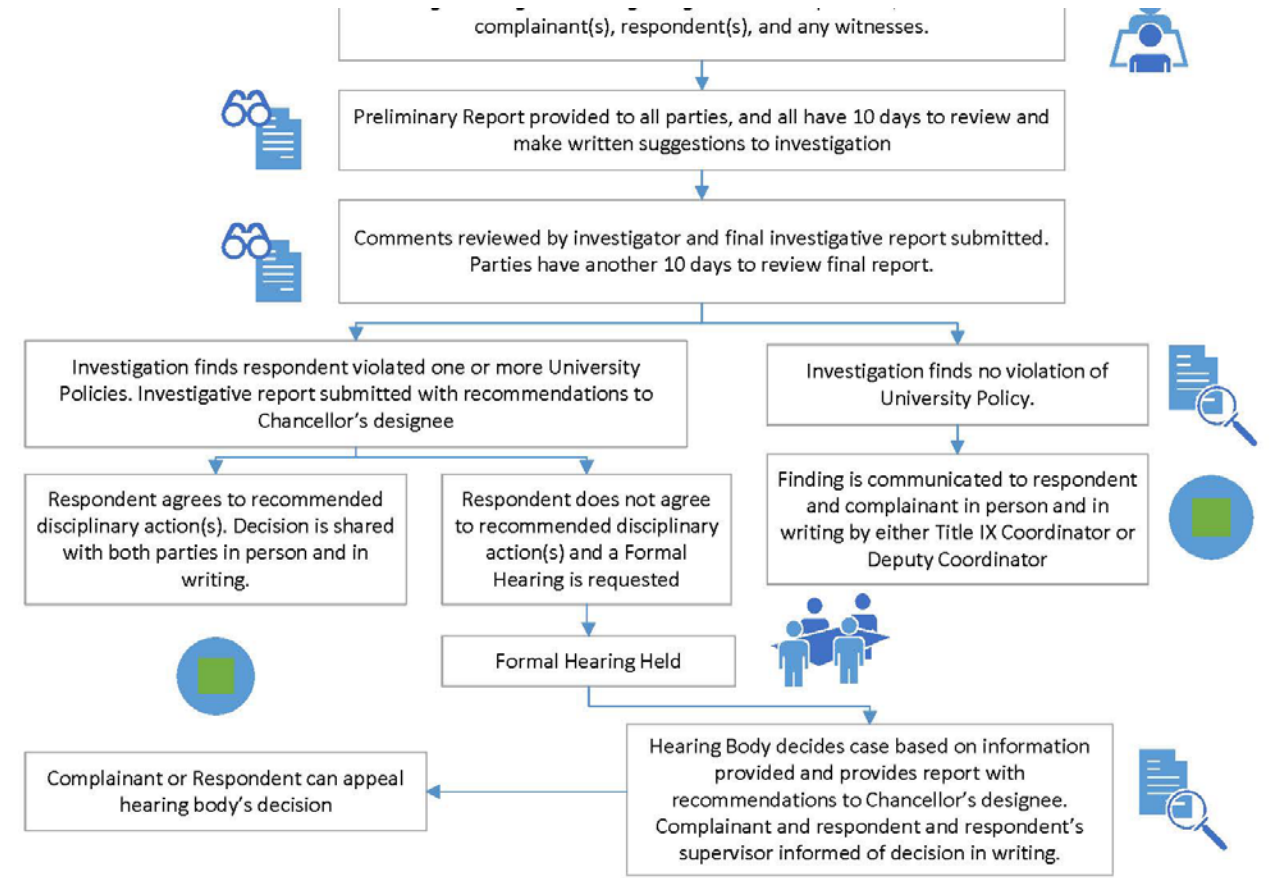 complainant(s), respondent(s), and any witnesses.
Preliminary Report provided to all parties, and all have 10 days to review and
make written suggestions to investigation
Comments reviewed by investigator and final investigative report submitted.
Parties have another 10 days to review final report.
Investigation finds respondent violated one or more University
Policies. Investigative report submitted with recommendations to
Chancellor's designee
Investigation finds no violation of
University Policy.
Respondent agrees to recommended
disciplinary action(s). Decision is shared
with both parties in person and in
writing.
Respondent does not agree
to recommended disciplinary
action(s) and a Formal
Hearing is requested
Finding is communicated to respondent
and complainant in person and in
writing by either Title IX Coordinator or
Deputy Coordinator
Formal Hearing Held
Hearing Body decides case based on information
provided and provides report with
recommendations to Chancellor's designee.
Complainant and respondent and respondent's
supervisor informed of decision in writing.
Complainant or Respondent can appeal
hearing body's decision